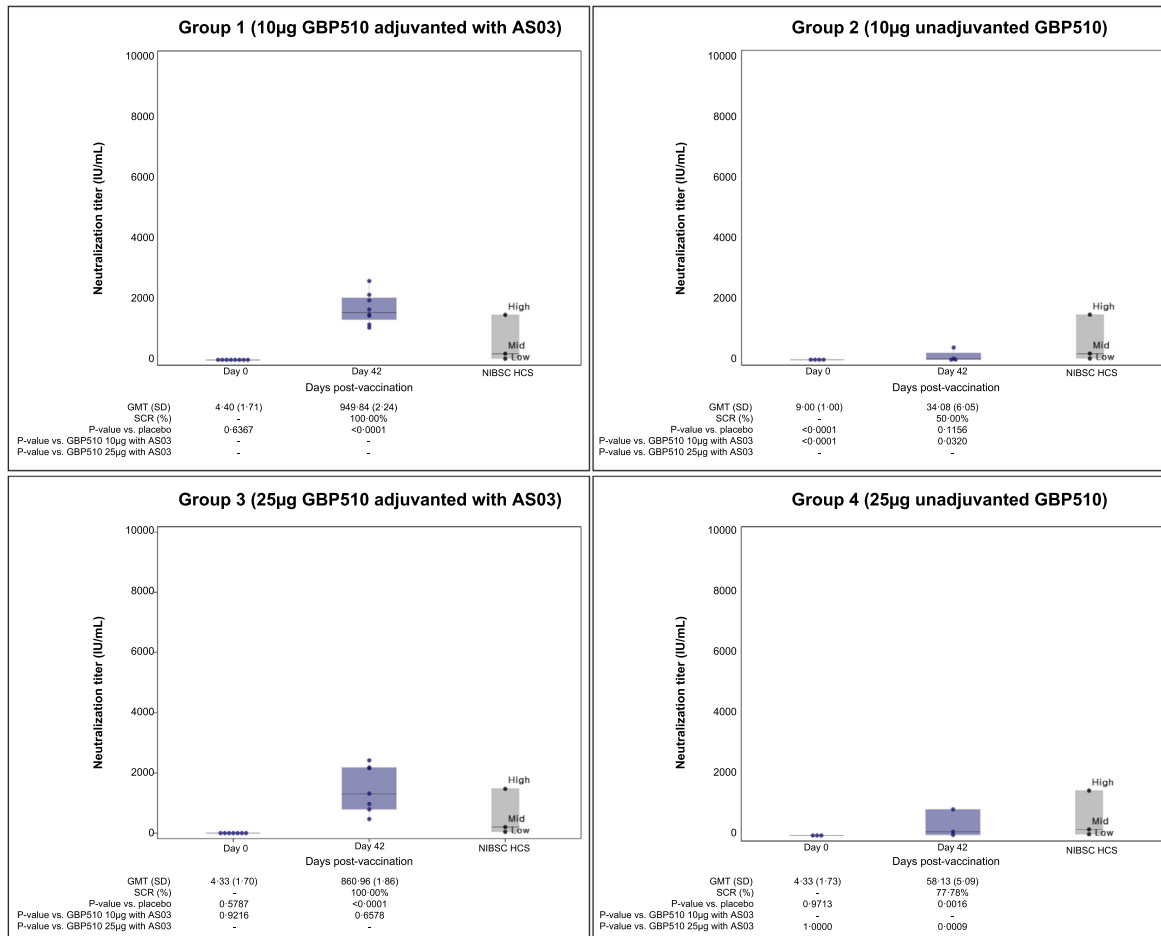 Group 1 (10µg GBP510 adjuvanted with AS03)
10000
8000
6000
4000
2000
0
Neutralization titer (IU/mL)
High
Mid
Low
Day 0 Day 42 NIBSC HCS
Days post-vaccination
GMT (SD) 4·40 (1·71) 949·84 (2·24)
SCR (%) - 100·00%
P-value vs. placebo 0·6367 <0·0001
P-value vs. GBP510 10µg with AS03 - -
P-value vs. GBP510 25µg with AS03 - -
Group 2 (10µg unadjuvanted GBP510)
10000
8000
6000
4000
2000
0
Neutralization titer (IU/mL)
High
Mid
Low
Day 0 Day 42 NIBSC HCS
Days post-vaccination
GMT (SD) 9·00 (1·00) 34·08 (6·05)
SCR (%) - 50·00%
P-value vs. placebo <0·0001 0·1156
P-value vs. GBP510 10µg with AS03 <0·0001 0·0320
P-value vs. GBP510 25µg with AS03 - -
Group 3 (25µg GBP510 adjuvanted with AS03)
10000
8000
6000
4000
2000
0
Neutralization titer (IU/mL)
High
Mid
Low
Day 0 Day 42 NIBSC HCS
Days post-vaccination
GMT (SD) 4·33 (1·70) 860·96 (1·86)
SCR (%) - 100·00%
P-value vs. placebo 0·5787 <0·0001
P-value vs. GBP510 10µg with AS03 0·9216 0·6578
P-value vs. GBP510 25µg with AS03 - -
Group 4 (25µg unadjuvanted GBP510)
10000
8000
6000
4000
2000
0
Neutralization titer (IU/mL)
High
Mid
Low
Day 0 Day 42 NIBSC HCS
Days post-vaccination
GMT (SD) 4·33 (1·73) 58·13 (5·09)
SCR (%) - 77·78%
P-value vs. placebo 0·9713 0·0016
P-value vs. GBP510 10µg with AS03 - -
P-value vs. GBP510 25µg with AS03 1·0000 0·0009